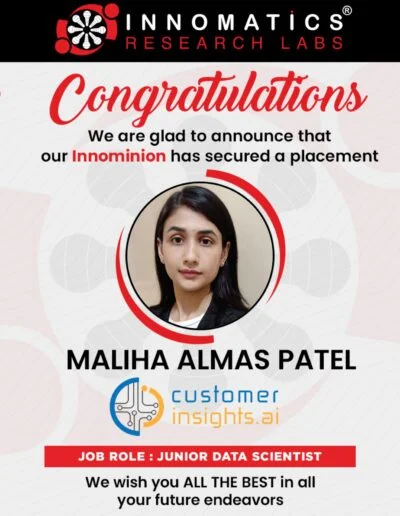 INNOMATICS®
RESEARCH LABS
Congratulations
We are glad to announce that
our Innominion has secured a placement
MALIHA ALMAS PATEL
customer
insights.ai
JOB ROLE : JUNIOR DATA SCIENTIST
We wish you ALL THE BEST in all
your future endeavors